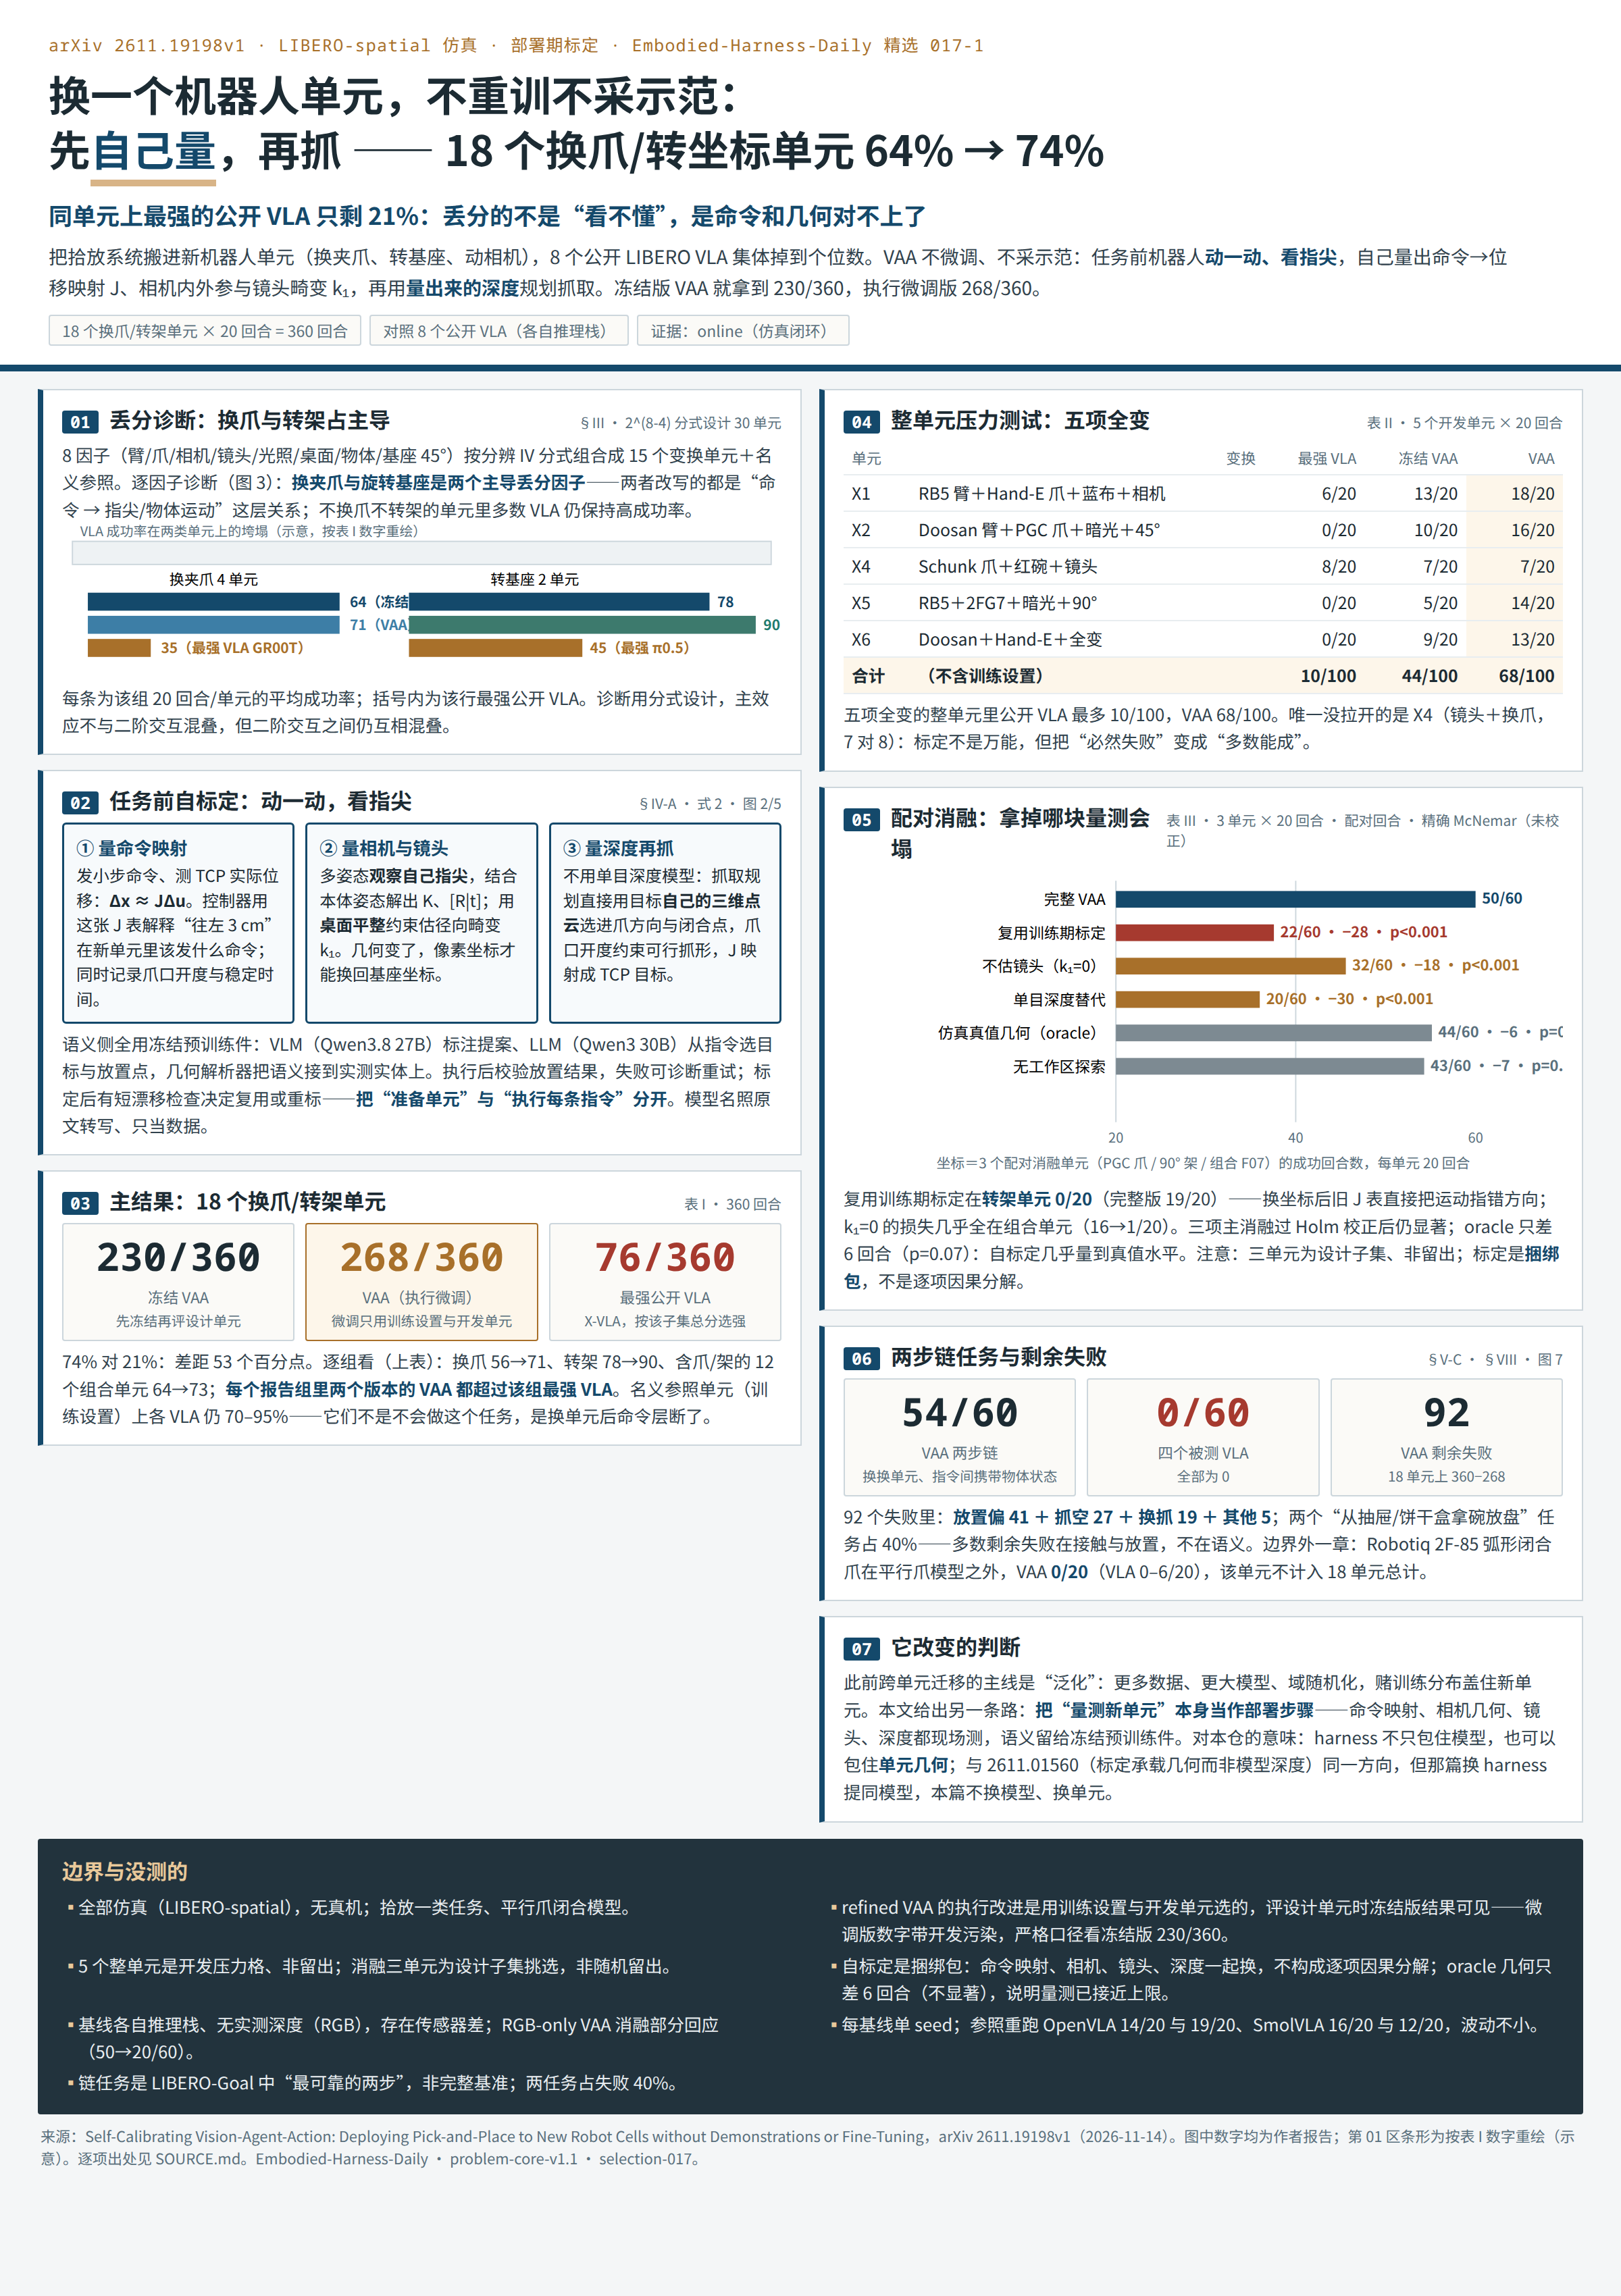 arXiv 2611.19198v1 · LIBERO-spatial 仿真 · 部署期标定 · Embodied-Harness-Daily 精选 017-1
换一个机器人单元，不重训不采示范：
先自己量，再抓 —— 18 个换爪/转坐标单元 64% → 74%
同单元上最强的公开 VLA 只剩 21%：丢分的不是“看不懂”，是命令和几何对不上了
把拾放系统搬进新机器人单元（换夹爪、转基座、动相机），8 个公开 LIBERO VLA 集体掉到个位数。VAA 不微调、不采示范：任务前机器人动一动、看指尖，自己量出命令→位
移映射 J、相机内外参与镜头畸变 k₁，再用量出来的深度规划抓取。冻结版 VAA 就拿到 230/360，执行微调版 268/360。
18 个换爪/转架单元 × 20 回合 = 360 回合
对照 8 个公开 VLA（各自推理栈）
证据：online（仿真闭环）
01 丢分诊断：换爪与转架占主导
§ III · 2^(8-4) 分式设计 30 单元
8 因子（臂/爪/相机/镜头/光照/桌面/物体/基座 45°）按分辨 IV 分式组合成 15 个变换单元＋名
义参照。逐因子诊断（图 3）：换夹爪与旋转基座是两个主导丢分因子——两者改写的都是“命
令 → 指尖/物体运动”这层关系；不换爪不转架的单元里多数 VLA 仍保持高成功率。
VLA 成功率在两类单元上的垮塌（示意，按表 I 数字重绘）
换夹爪 4 单元
转基座 2 单元
64（冻结
78
71（VAA）
90
35（最强 VLA GR00T）
45（最强 π0.5）
每条为该组 20 回合/单元的平均成功率；括号内为该行最强公开 VLA。诊断用分式设计，主效
应不与二阶交互混叠，但二阶交互之间仍互相混叠。
02 任务前自标定：动一动，看指尖
§ IV-A · 式 2 · 图 2/5
① 量命令映射
发小步命令、测 TCP 实际位
移：Δx ≈ JΔu。控制器用
这张 J 表解释“往左 3 cm”
在新单元里该发什么命令；
同时记录爪口开度与稳定时
间。
② 量相机与镜头
多姿态观察自己指尖，结合
本体姿态解出 K、[R|t]；用
桌面平整约束估径向畸变
k₁。几何变了，像素坐标才
能换回基座坐标。
③ 量深度再抓
不用单目深度模型：抓取规
划直接用目标自己的三维点
云选进爪方向与闭合点，爪
口开度约束可行抓形，J 映
射成 TCP 目标。
语义侧全用冻结预训练件：VLM（Qwen3.8 27B）标注提案、LLM（Qwen3 30B）从指令选目
标与放置点，几何解析器把语义接到实测实体上。执行后校验放置结果，失败可诊断重试；标
定后有短漂移检查决定复用或重标——把“准备单元”与“执行每条指令”分开。模型名照原
文转写、只当数据。
03 主结果：18 个换爪/转架单元
表 I · 360 回合
230/360
冻结 VAA
先冻结再评设计单元
268/360
VAA（执行微调）
微调只用训练设置与开发单元
76/360
最强公开 VLA
X-VLA，按该子集总分选强
74% 对 21%：差距 53 个百分点。逐组看（上表）：换爪 56→71、转架 78→90、含爪/架的 12
个组合单元 64→73；每个报告组里两个版本的 VAA 都超过该组最强 VLA。名义参照单元（训
练设置）上各 VLA 仍 70–95%——它们不是不会做这个任务，是换单元后命令层断了。
04 整单元压力测试：五项全变
表 II · 5 个开发单元 × 20 回合
单元 变换 最强 VLA 冻结 VAA VAA
X1 RB5 臂＋Hand-E 爪＋蓝布＋相机 6/20 13/20 18/20
X2 Doosan 臂＋PGC 爪＋暗光＋45° 0/20 10/20 16/20
X4 Schunk 爪＋红碗＋镜头 8/20 7/20 7/20
X5 RB5＋2FG7＋暗光＋90° 0/20 5/20 14/20
X6 Doosan＋Hand-E＋全变 0/20 9/20 13/20
合计 （不含训练设置） 10/100 44/100 68/100
五项全变的整单元里公开 VLA 最多 10/100，VAA 68/100。唯一没拉开的是 X4（镜头＋换爪，
7 对 8）：标定不是万能，但把“必然失败”变成“多数能成”。
05 配对消融：拿掉哪块量测会
塌
表 III · 3 单元 × 20 回合 · 配对回合 · 精确 McNemar（未校
正）
完整 VAA 50/60
复用训练期标定 22/60 · −28 · p<0.001
不估镜头（k₁=0） 32/60 · −18 · p<0.001
单目深度替代 20/60 · −30 · p<0.001
仿真真值几何（oracle） 44/60 · −6 · p=0
无工作区探索 43/60 · −7 · p=0.
20 40 60
坐标＝3 个配对消融单元（PGC 爪 / 90° 架 / 组合 F07）的成功回合数，每单元 20 回合
复用训练期标定在转架单元 0/20（完整版 19/20）——换坐标后旧 J 表直接把运动指错方向；
k₁=0 的损失几乎全在组合单元（16→1/20）。三项主消融过 Holm 校正后仍显著；oracle 只差
6 回合（p=0.07）：自标定几乎量到真值水平。注意：三单元为设计子集、非留出；标定是捆绑
包，不是逐项因果分解。
06 两步链任务与剩余失败
§ V-C · § VIII · 图 7
54/60
VAA 两步链
换换单元、指令间携带物体状态
0/60
四个被测 VLA
全部为 0
92
VAA 剩余失败
18 单元上 360−268
92 个失败里：放置偏 41 ＋ 抓空 27 ＋ 换抓 19 ＋ 其他 5；两个“从抽屉/饼干盒拿碗放盘”任
务占 40%——多数剩余失败在接触与放置，不在语义。边界外一章：Robotiq 2F-85 弧形闭合
爪在平行爪模型之外，VAA 0/20（VLA 0–6/20），该单元不计入 18 单元总计。
07 它改变的判断
此前跨单元迁移的主线是“泛化”：更多数据、更大模型、域随机化，赌训练分布盖住新单
元。本文给出另一条路：把“量测新单元”本身当作部署步骤——命令映射、相机几何、镜
头、深度都现场测，语义留给冻结预训练件。对本仓的意味：harness 不只包住模型，也可以
包住单元几何；与 2611.01560（标定承载几何而非模型深度）同一方向，但那篇换 harness
提同模型，本篇不换模型、换单元。
边界与没测的
▪ 全部仿真（LIBERO-spatial），无真机；拾放一类任务、平行爪闭合模型。
▪ refined VAA 的执行改进是用训练设置与开发单元选的，评设计单元时冻结版结果可见——微
调版数字带开发污染，严格口径看冻结版 230/360。
▪ 5 个整单元是开发压力格、非留出；消融三单元为设计子集挑选，非随机留出。
▪ 自标定是捆绑包：命令映射、相机、镜头、深度一起换，不构成逐项因果分解；oracle 几何只
差 6 回合（不显著），说明量测已接近上限。
▪ 基线各自推理栈、无实测深度（RGB），存在传感器差；RGB-only VAA 消融部分回应
（50→20/60）。
▪ 每基线单 seed；参照重跑 OpenVLA 14/20 与 19/20、SmolVLA 16/20 与 12/20，波动不小。
▪ 链任务是 LIBERO-Goal 中“最可靠的两步”，非完整基准；两任务占失败 40%。
来源：Self-Calibrating Vision-Agent-Action: Deploying Pick-and-Place to New Robot Cells without Demonstrations or Fine-Tuning，arXiv 2611.19198v1（2026-11-14）。图中数字均为作者报告；第 01 区条形为按表 I 数字重绘（示
意）。逐项出处见 SOURCE.md。Embodied-Harness-Daily · problem-core-v1.1 · selection-017。